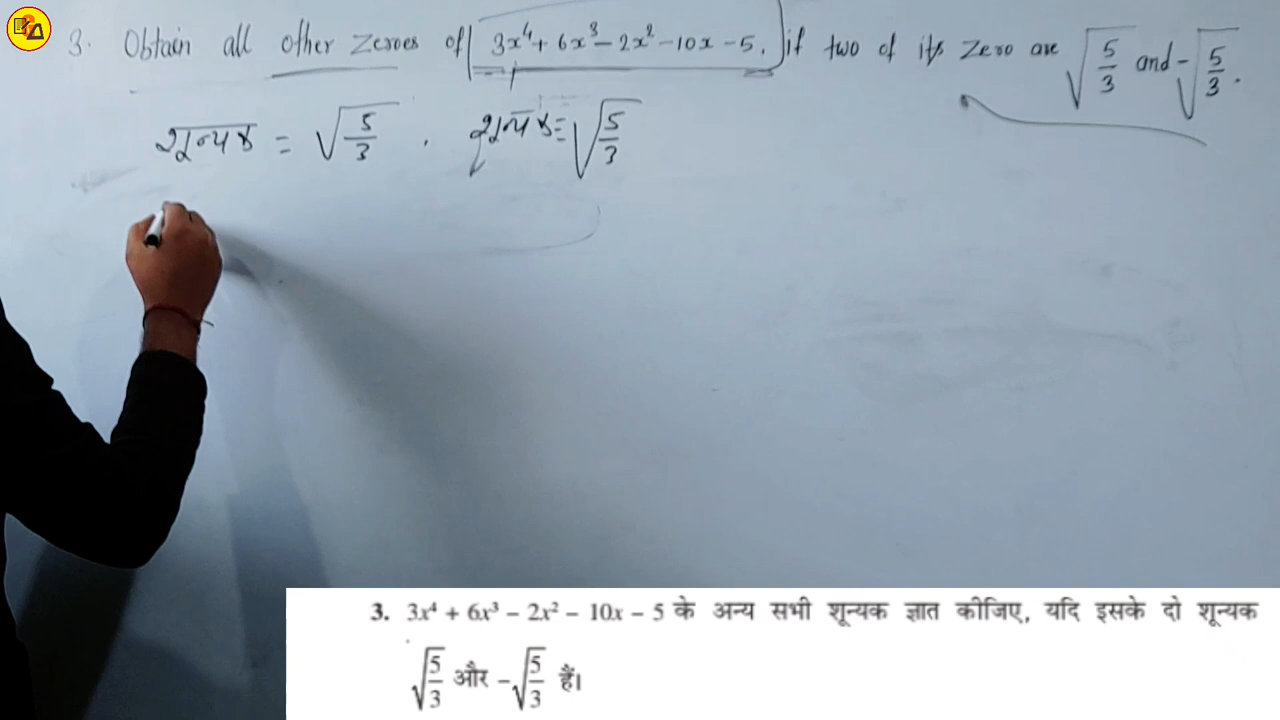 3. Obtain all other zeroes of 3x⁴ + 6x³ – 2x² – 10x – 5, if two of its zero are √(5/3) and -√(5/3).
शून्यक = √(5/3) , शून्यक = √(5/3)
3. 3x⁴ + 6x³ – 2x² – 10x – 5 के अन्य सभी शून्यक ज्ञात कीजिए, यदि इसके दो शून्यक
√(5/3) और –√(5/3) हैं।